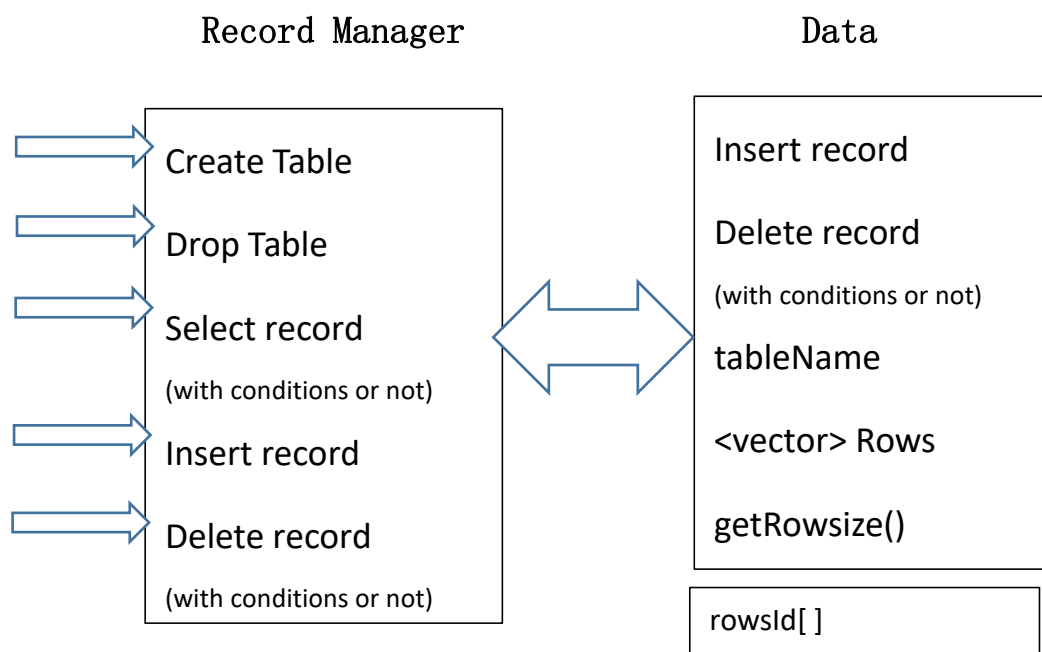 Record Manager
Data
Create Table
Drop Table
Select record
(with conditions or not)
Insert record
Delete record
(with conditions or not)
Insert record
Delete record
(with conditions or not)
tableName
<vector> Rows
getRowsize()
rowsId[ ]